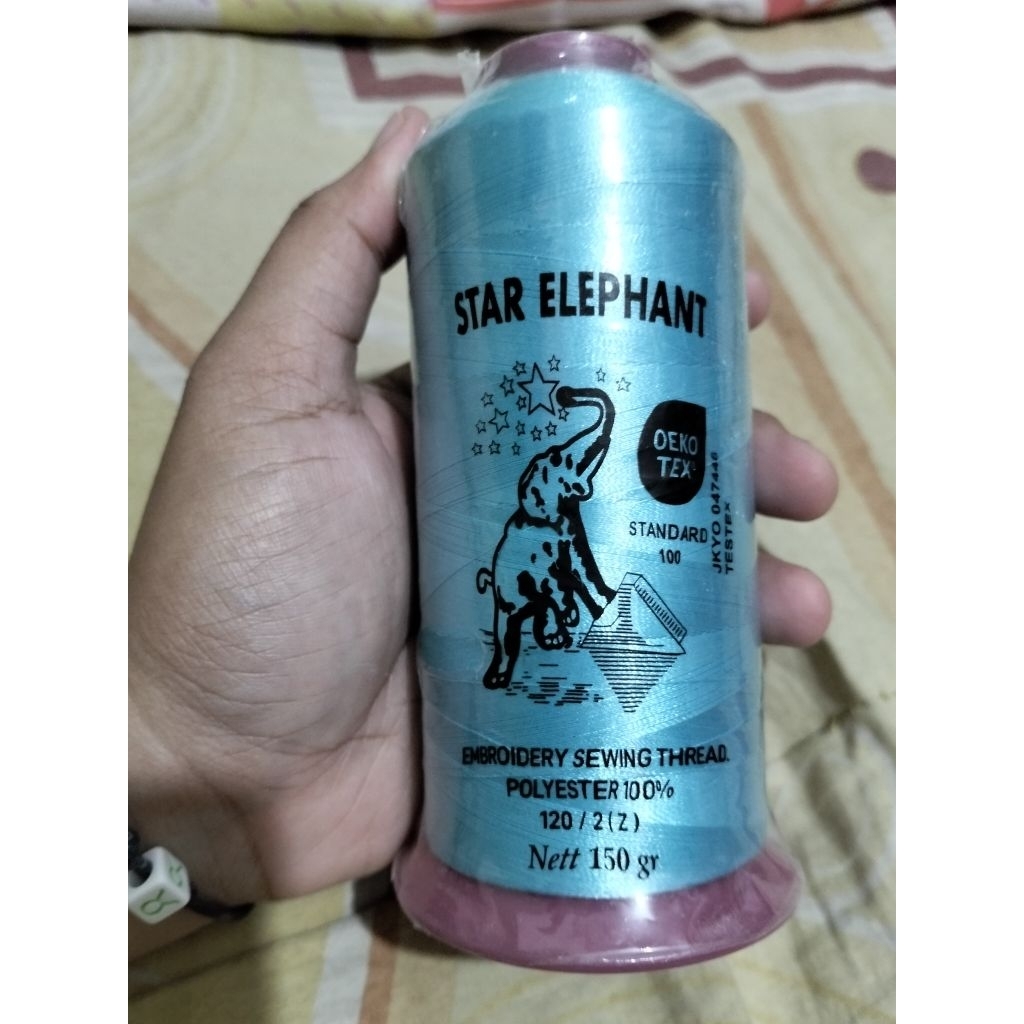 STAR ELEPHANT
OEKO
TEX®
STANDARD
100
JKYO 047446
TESTEX
EMBROIDERY SEWING THREAD.
POLYESTER 100%
120 / 2 ( Z )
Nett 150 gr